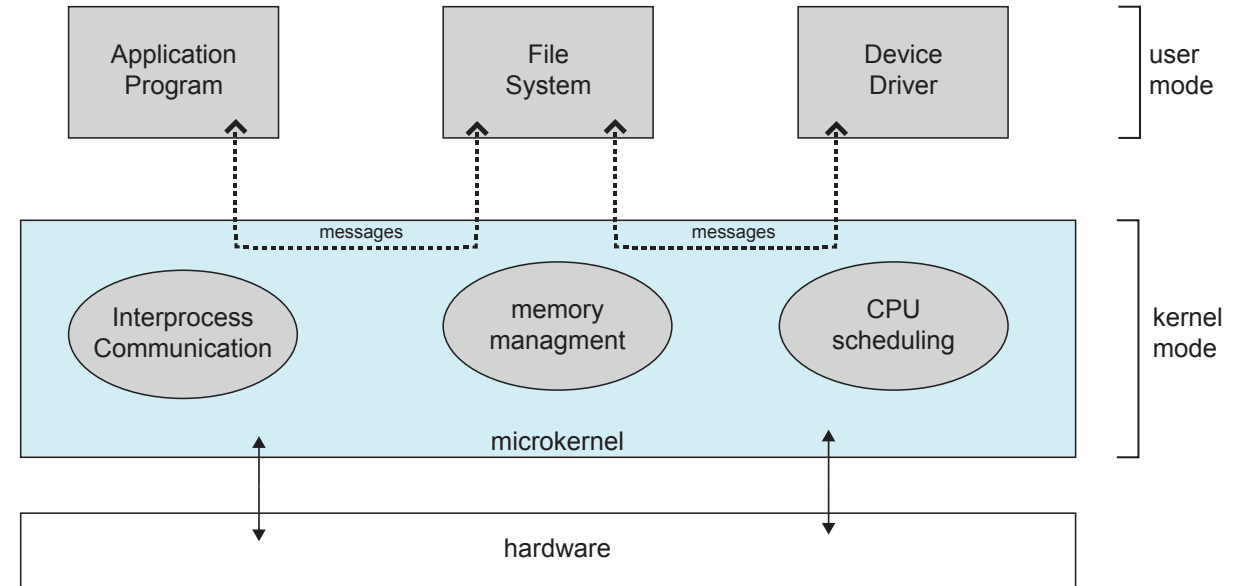 Application
Program
File
System
Device
Driver
user
mode
messages
messages
Interprocess
Communication
memory
managment
CPU
scheduling
kernel
mode
microkernel
hardware